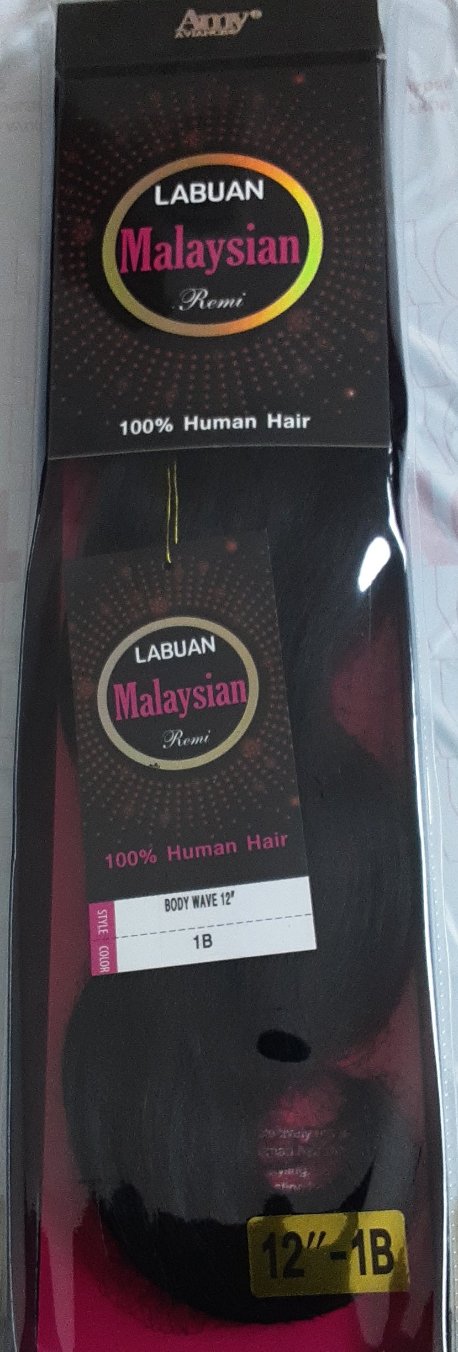 Amy®
LABUAN
Malaysian
Remi
100% Human Hair
LABUAN
Malaysian
Remi
100% Human Hair
STYLE BODY WAVE 12"
COLOR 1B
12"-1B